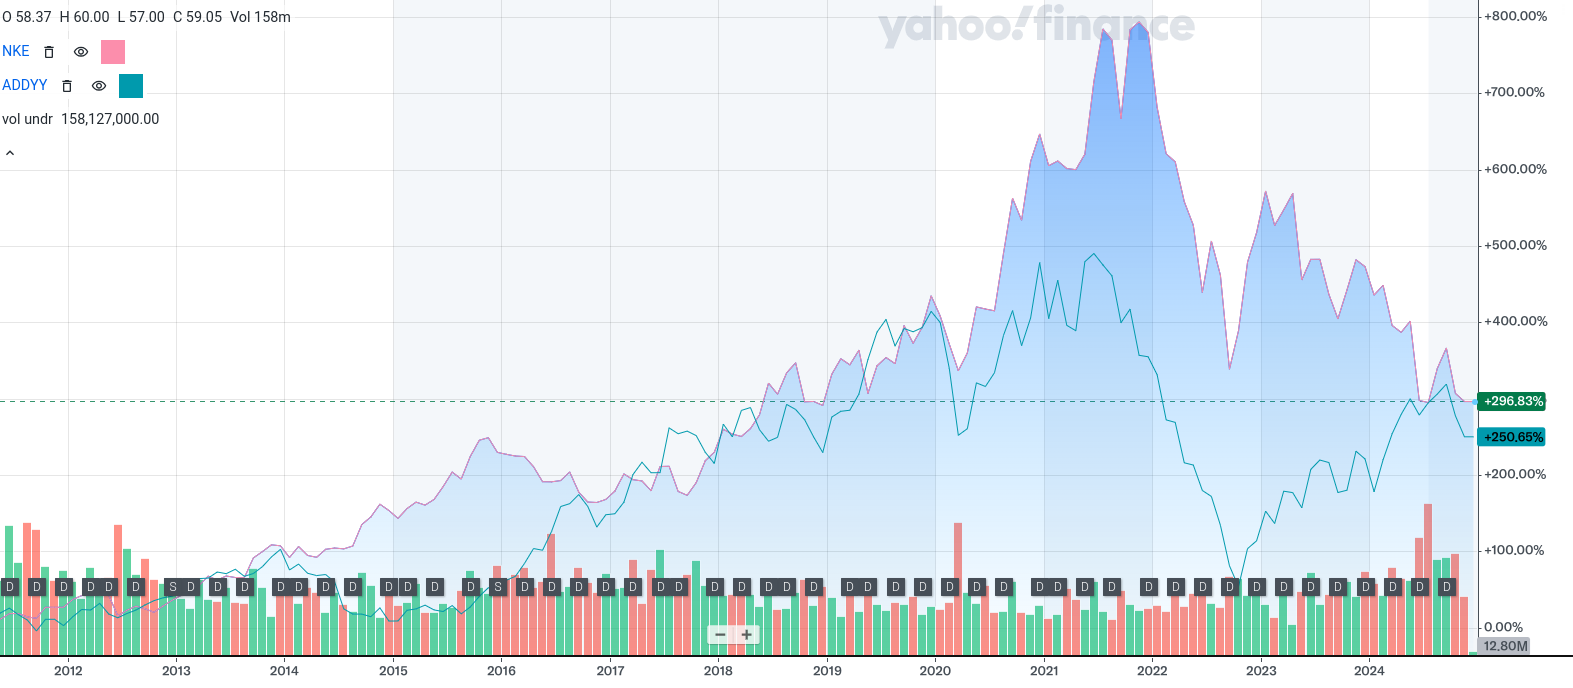 O 58.37 H 60.00 L 57.00 C 59.05 Vol 158m
yahoo!finance
NKE
ADDYY
vol undr 158,127,000.00
+800.00%
+700.00%
+600.00%
+500.00%
+400.00%
+296.83%
+250.65%
+200.00%
+100.00%
D D D D D D S D D D D D D D D D D D S D D D D D D D D D D D D D D D D D D D D D D D D D D D D D D D D D D D
0.00%
12.80M
− +
2012 2013 2014 2015 2016 2017 2018 2019 2020 2021 2022 2023 2024